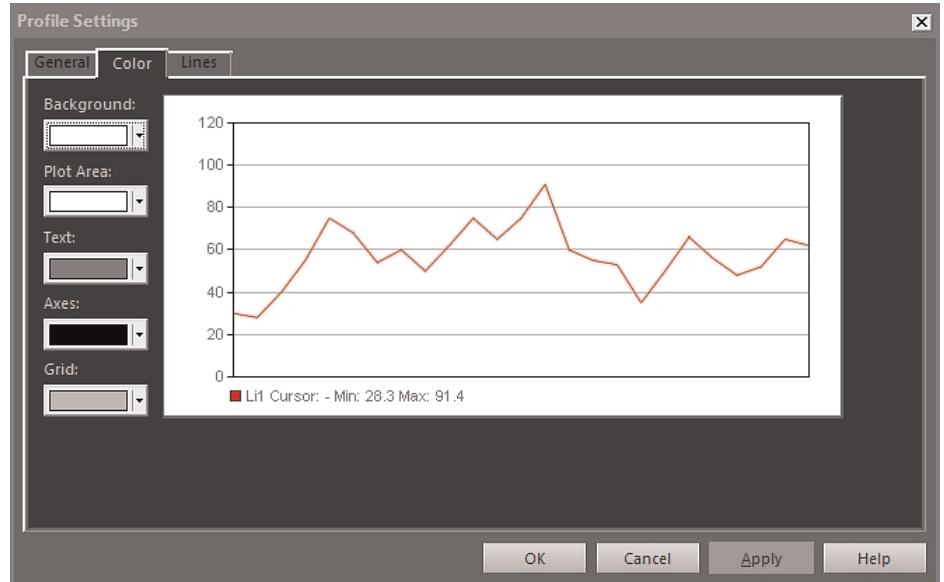 Profile Settings
General Color Lines
Background:
Plot Area:
Text:
Axes:
Grid:
120
100
80
60
40
20
0
Li1 Cursor: - Min: 28.3 Max: 91.4
OK Cancel Apply Help